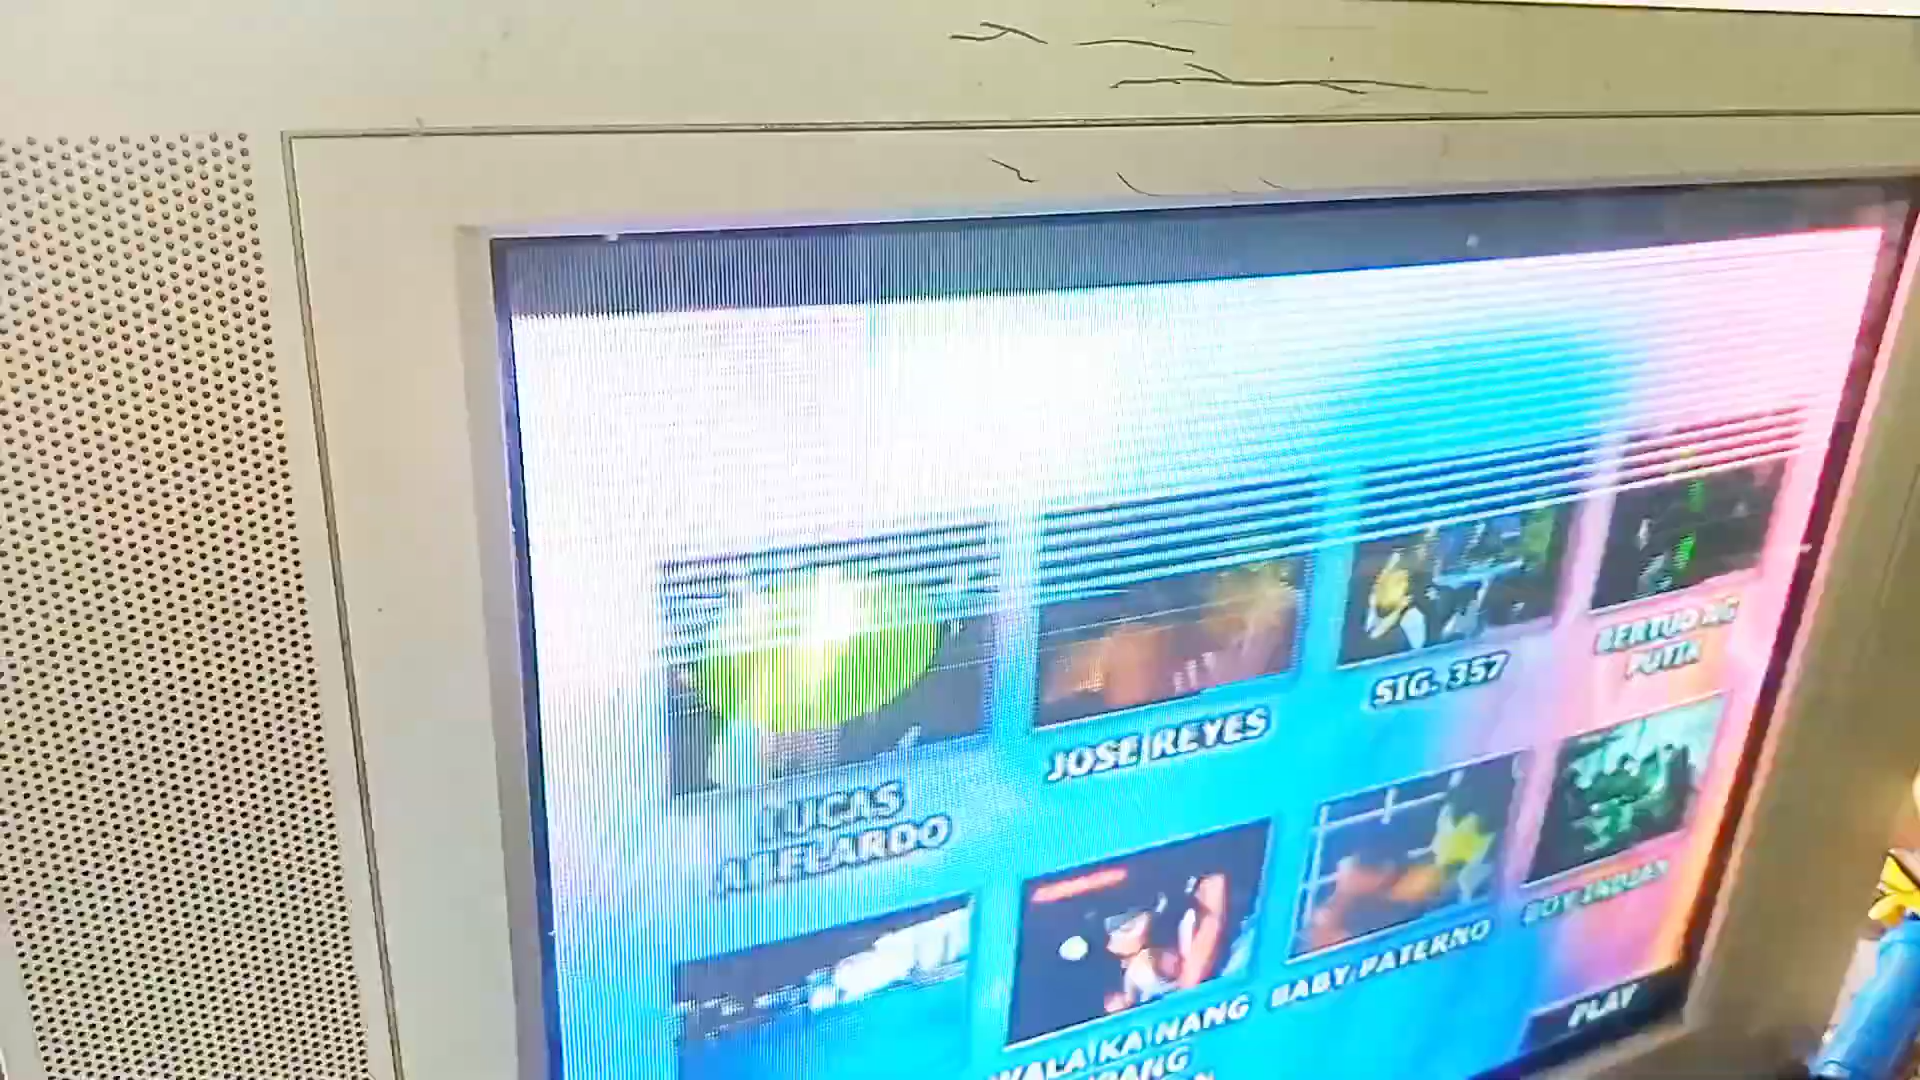 LUCAS
ABELARDO
JOSE REYES
SIG. 357
BERTUD NG
PUTIK
WALA KA NANG
BABY PATERNO
BOY INDIAN
PLAY